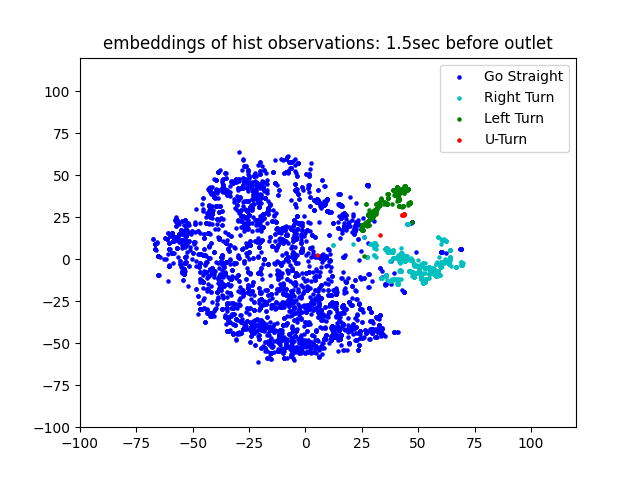 embeddings of hist observations: 1.5sec before outlet
Go Straight
Right Turn
Left Turn
U-Turn
100
75
50
25
0
−25
−50
−75
−100
−100 −75 −50 −25 0 25 50 75 100